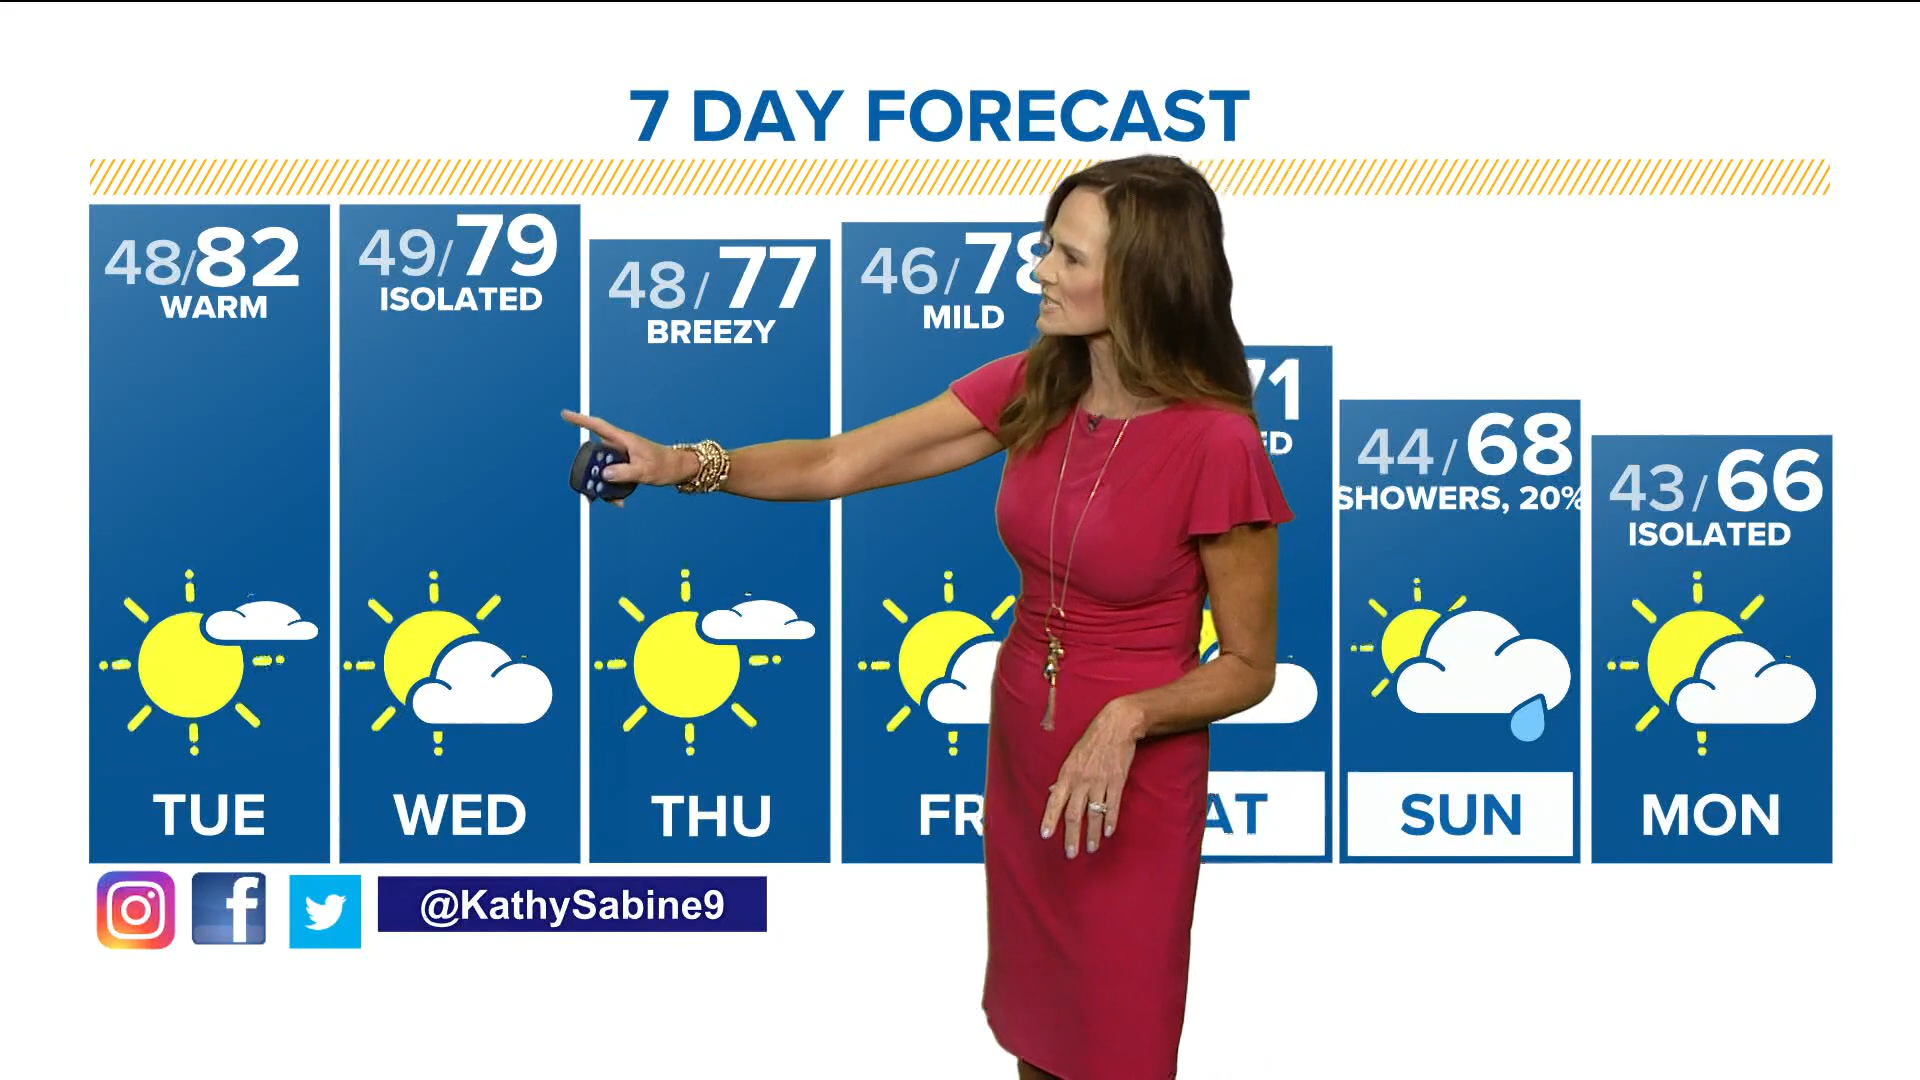 7 DAY FORECAST
48/82
WARM
TUE
49/79
ISOLATED
WED
48/77
BREEZY
THU
46/78
MILD
44/68
SHOWERS, 20%
SUN
43/66
ISOLATED
MON
@KathySabine9